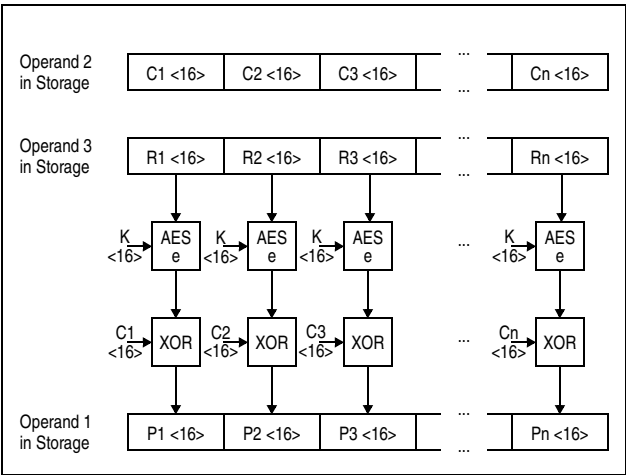 Operand 2
in Storage
C1 <16> C2 <16> C3 <16> ... ... Cn <16>
Operand 3
in Storage
R1 <16> R2 <16> R3 <16> ... ... Rn <16>
K <16> AES e K <16> AES e K <16> AES e ... K <16> AES e
C1 <16> XOR C2 <16> XOR C3 <16> XOR ... Cn <16> XOR
Operand 1
in Storage
P1 <16> P2 <16> P3 <16> ... ... Pn <16>